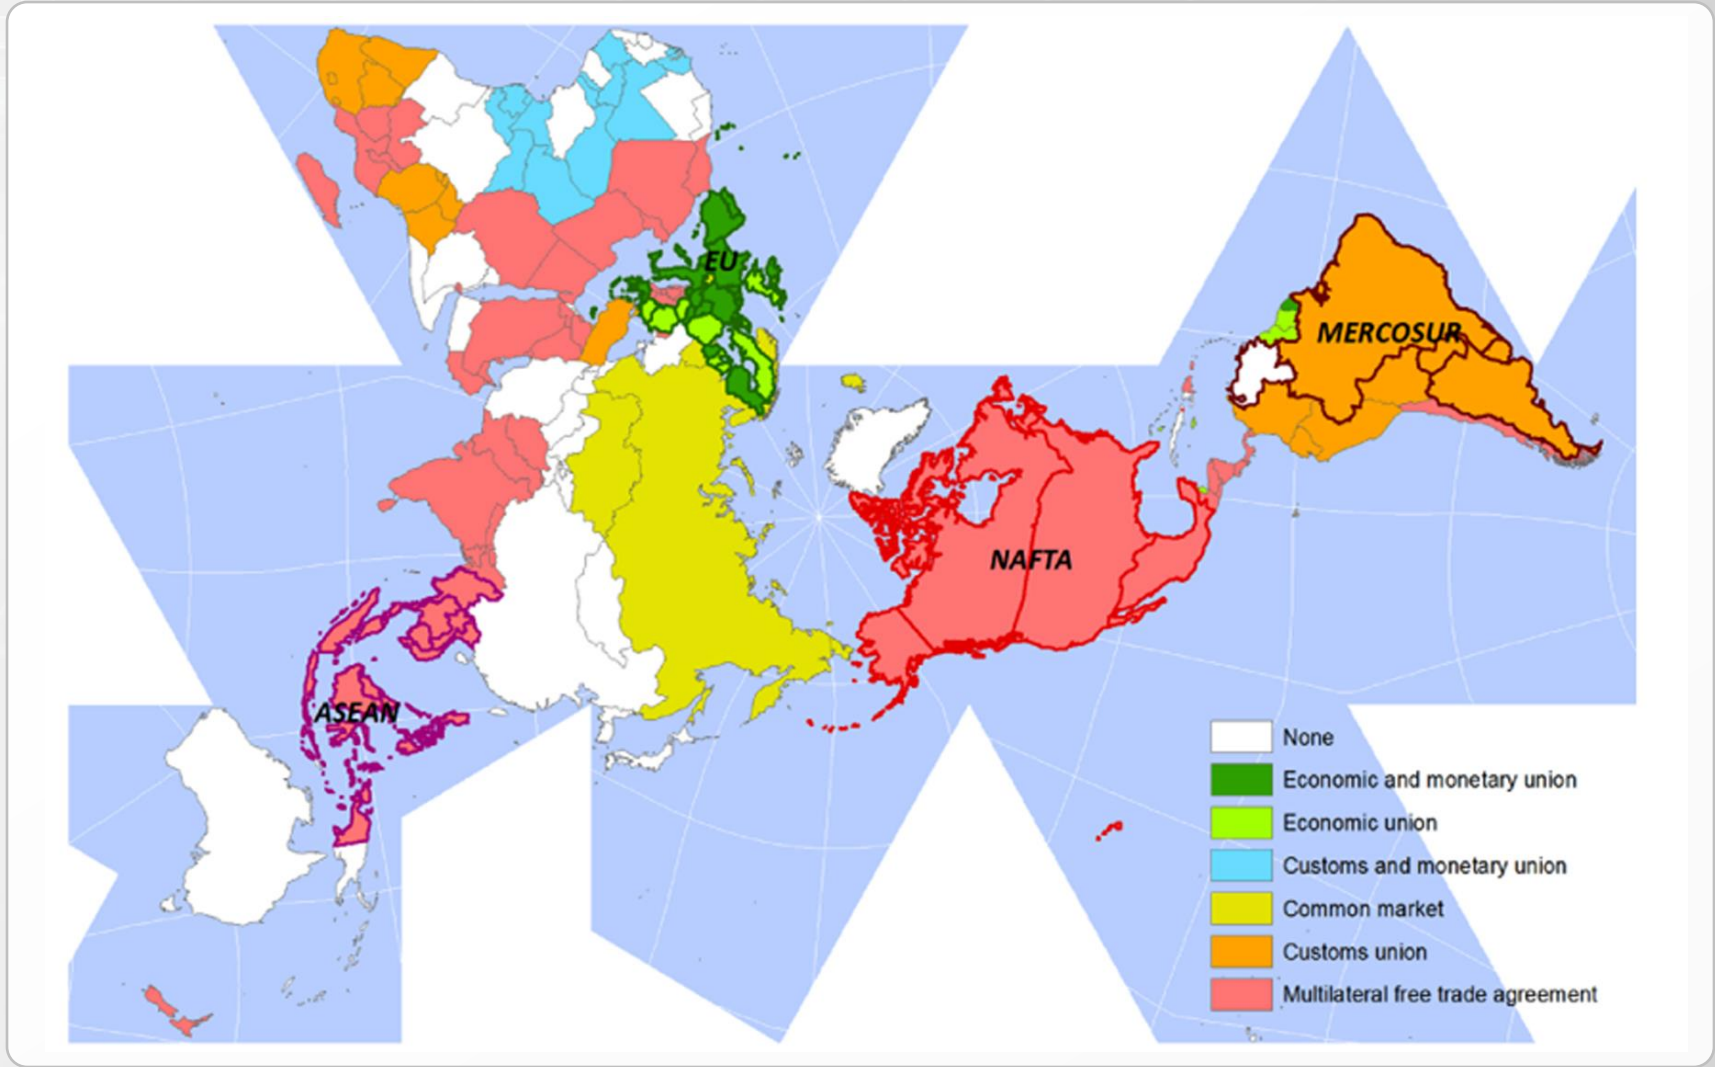 EU
MERCOSUR
NAFTA
ASEAN
None
Economic and monetary union
Economic union
Customs and monetary union
Common market
Customs union
Multilateral free trade agreement